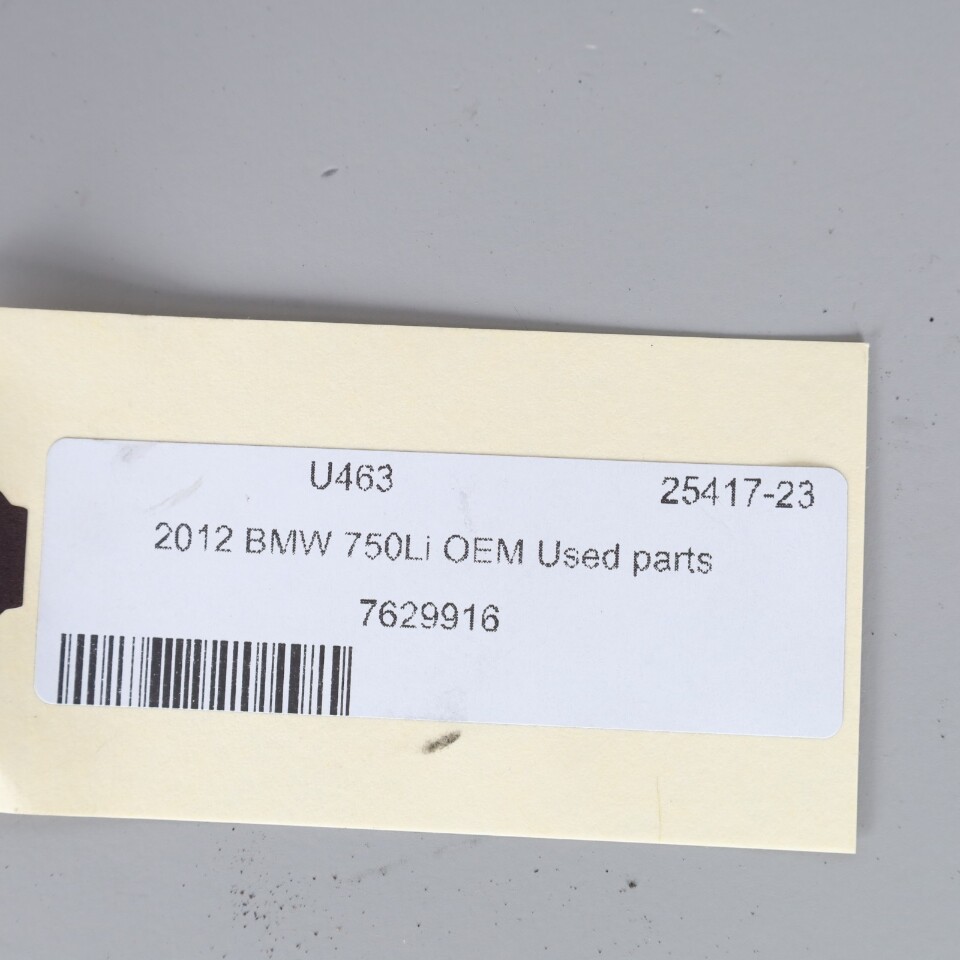 U463 25417-23
2012 BMW 750Li OEM Used parts
7629916